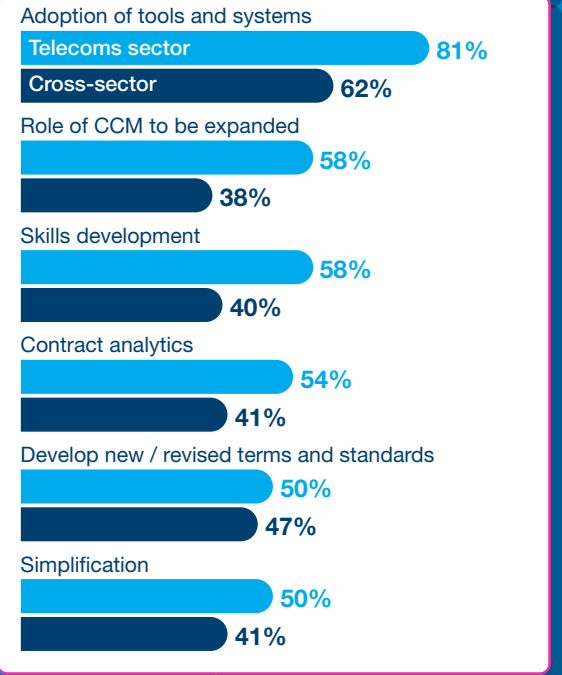 Adoption of tools and systems
Telecoms sector 81%
Cross-sector 62%
Role of CCM to be expanded
58%
38%
Skills development
58%
40%
Contract analytics
54%
41%
Develop new / revised terms and standards
50%
47%
Simplification
50%
41%